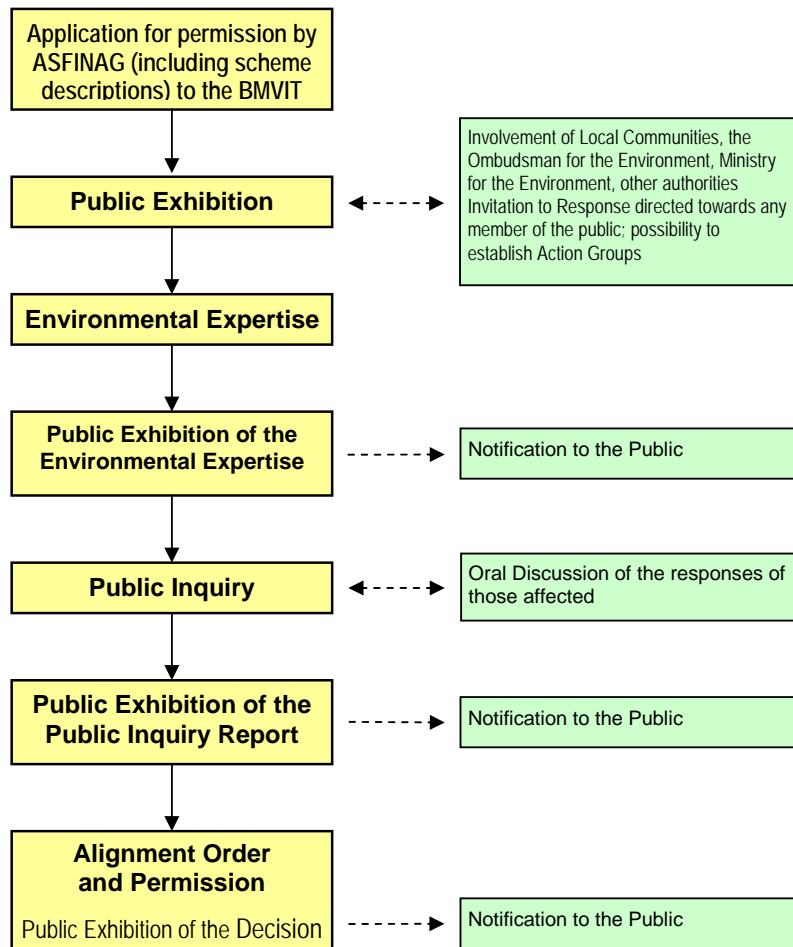 Application for permission by
ASFINAG (including scheme
descriptions) to the BMVIT
Involvement of Local Communities, the
Ombudsman for the Environment, Ministry
for the Environment, other authorities
Invitation to Response directed towards any
member of the public; possibility to
establish Action Groups
Public Exhibition
Environmental Expertise
Public Exhibition of the
Environmental Expertise
Notification to the Public
Public Inquiry
Oral Discussion of the responses of
those affected
Public Exhibition of the
Public Inquiry Report
Notification to the Public
Alignment Order
and Permission
Public Exhibition of the Decision
Notification to the Public